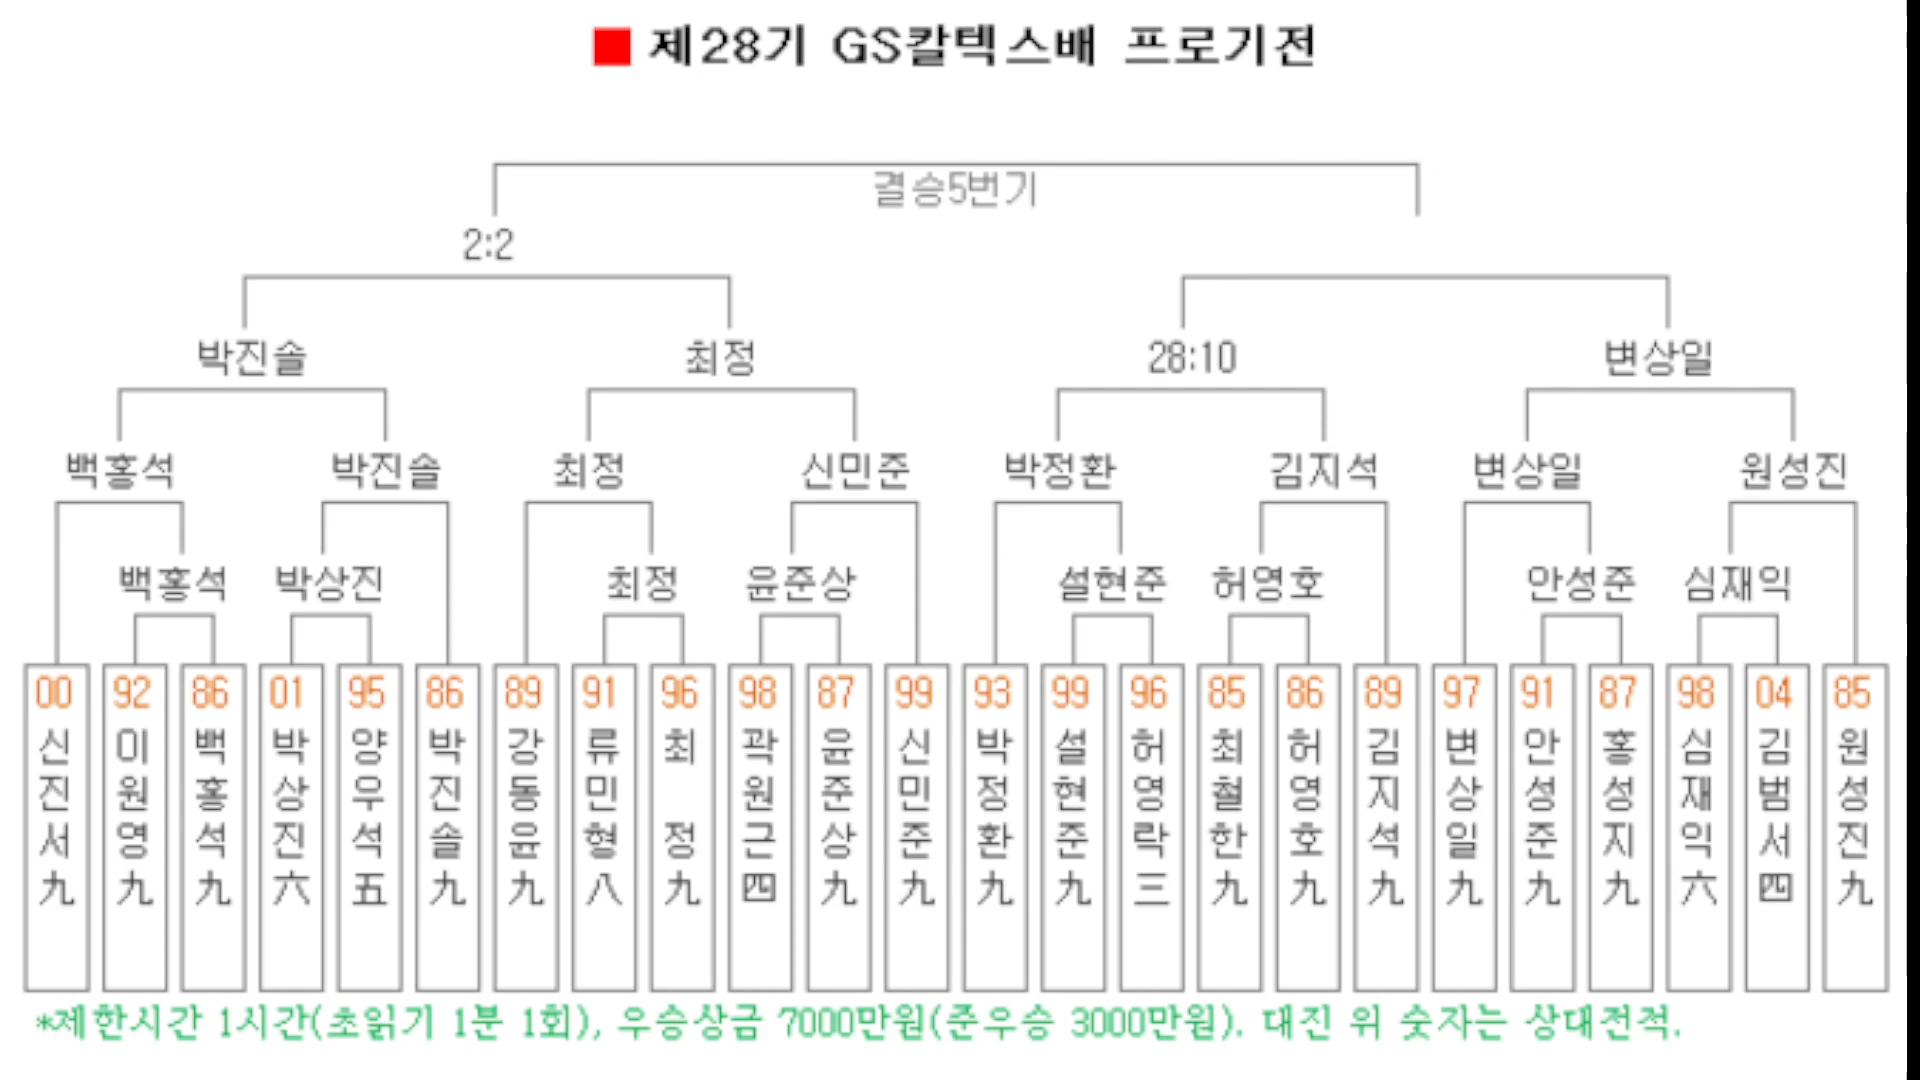 제28기 GS칼텍스배 프로기전
결승5번기
2:2
박진솔 최정 28:10 변상일
백홍석 박진솔 최정 신민준 박정환 김지석 변상일 원성진
백홍석 박상진 최정 윤준상 설현준 허영호 안성준 심재익
00 신진서 九
92 이원영 九
86 백홍석 九
01 박상진 六
95 양우석 五
86 박진솔 九
89 강동윤 九
91 류민형 八
96 최 정 九
98 곽원근 四
87 윤준상 九
99 신민준 九
93 박정환 九
99 설현준 九
96 허영락 三
85 최철한 九
86 허영호 九
89 김지석 九
97 변상일 九
91 안성준 九
87 홍성지 九
98 심재익 六
04 김범서 四
85 원성진 九
*제한시간 1시간(초읽기 1분 1회), 우승상금 7000만원(준우승 3000만원). 대진 위 숫자는 상대전적.